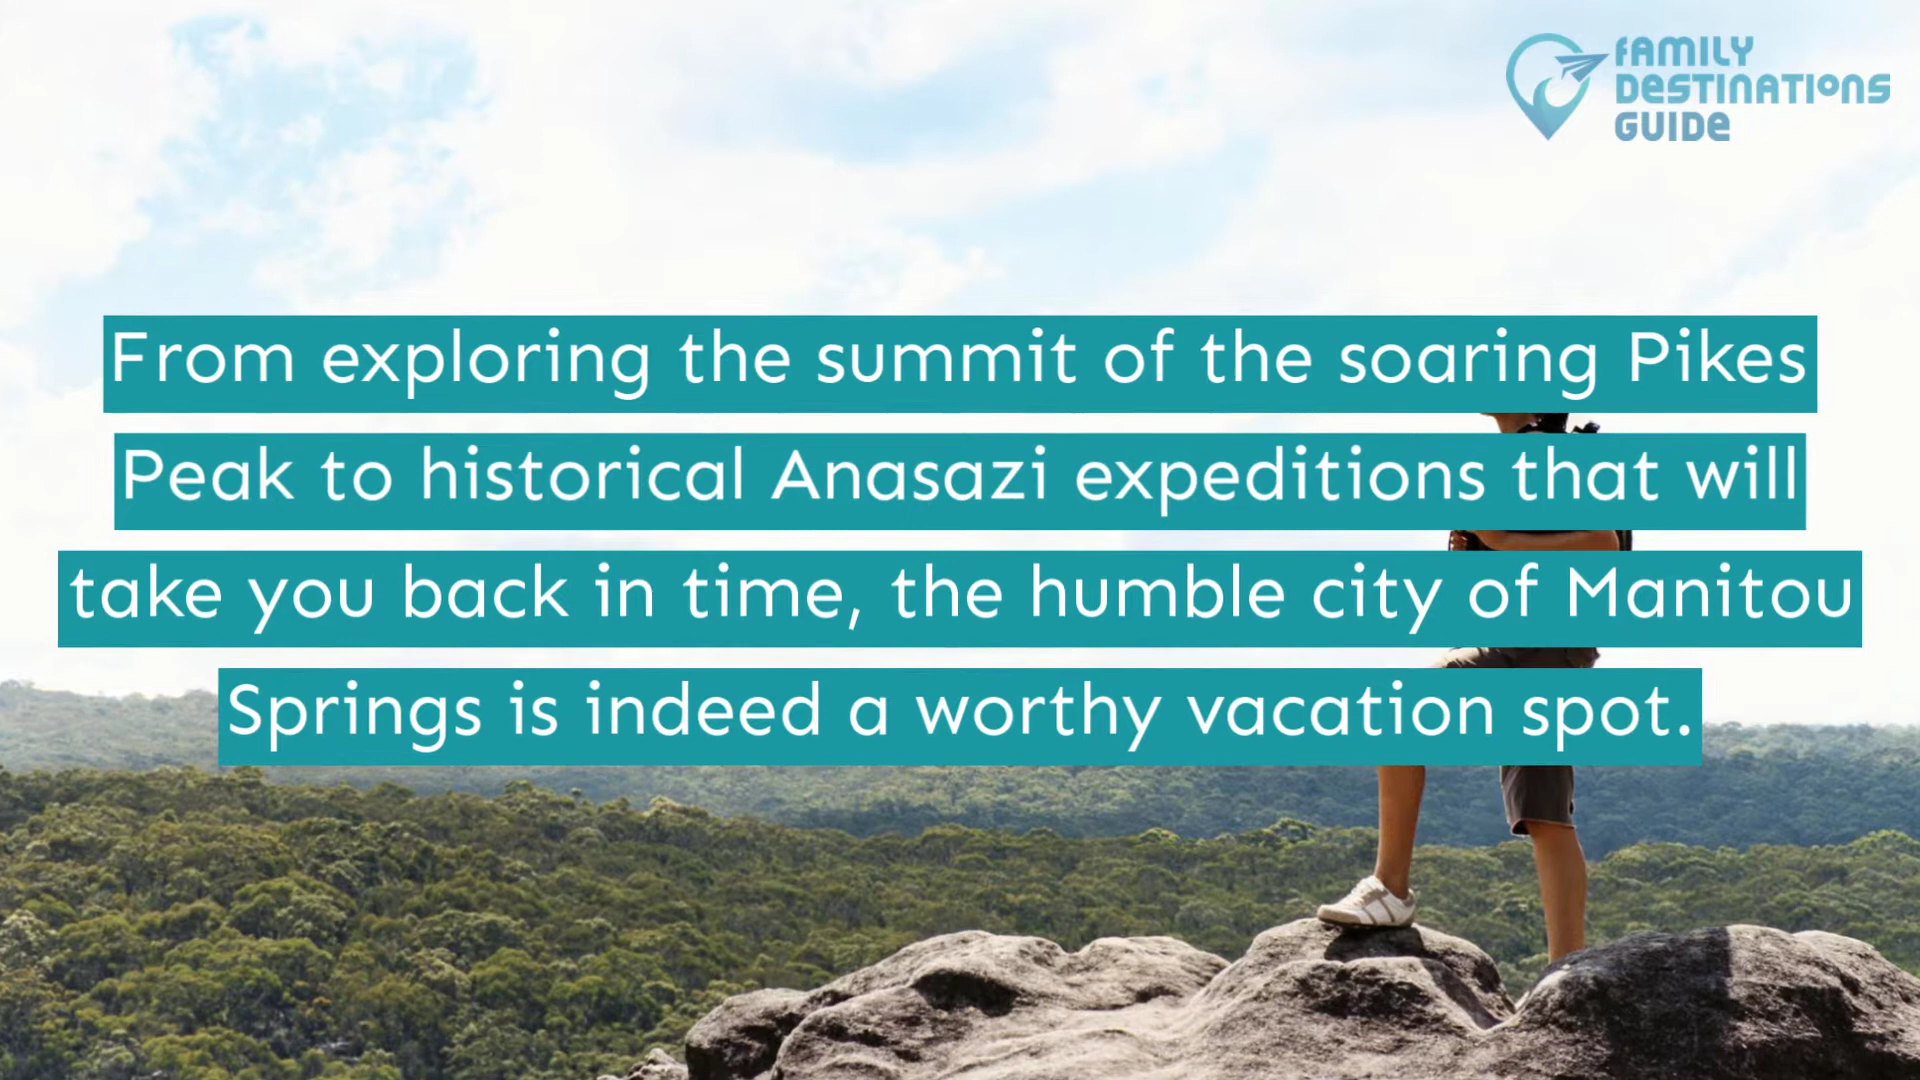 FAMILY
DESTINATIONS
GUIDE
From exploring the summit of the soaring Pikes
Peak to historical Anasazi expeditions that will
take you back in time, the humble city of Manitou
Springs is indeed a worthy vacation spot.